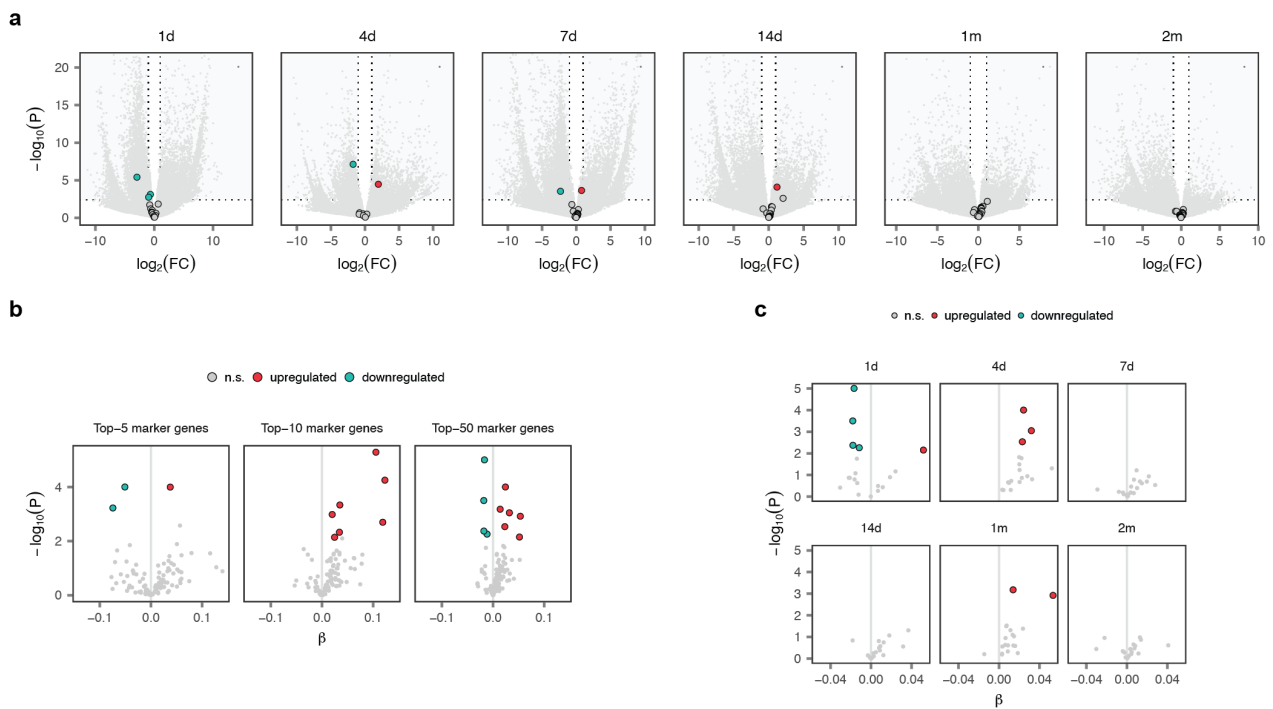 a
1d 4d 7d 14d 1m 2m
20
15
10
5
0
−log₁₀(P)
−10 0 10 −10 −5 0 5 10 −10 −5 0 5 10 −10 −5 0 5 10 −10 −5 0 5 −10 −5 0 5 10
log₂(FC) log₂(FC) log₂(FC) log₂(FC) log₂(FC) log₂(FC)
b
n.s. upregulated downregulated
Top−5 marker genes Top−10 marker genes Top−50 marker genes
4
2
0
−log₁₀(P)
−0.1 0.0 0.1 −0.1 0.0 0.1 −0.1 0.0 0.1
β
c
n.s. upregulated downregulated
1d 4d 7d
5
4
3
2
1
0
−log₁₀(P)
14d 1m 2m
5
4
3
2
1
0
−0.04 0.00 0.04 −0.04 0.00 0.04 −0.04 0.00 0.04
β